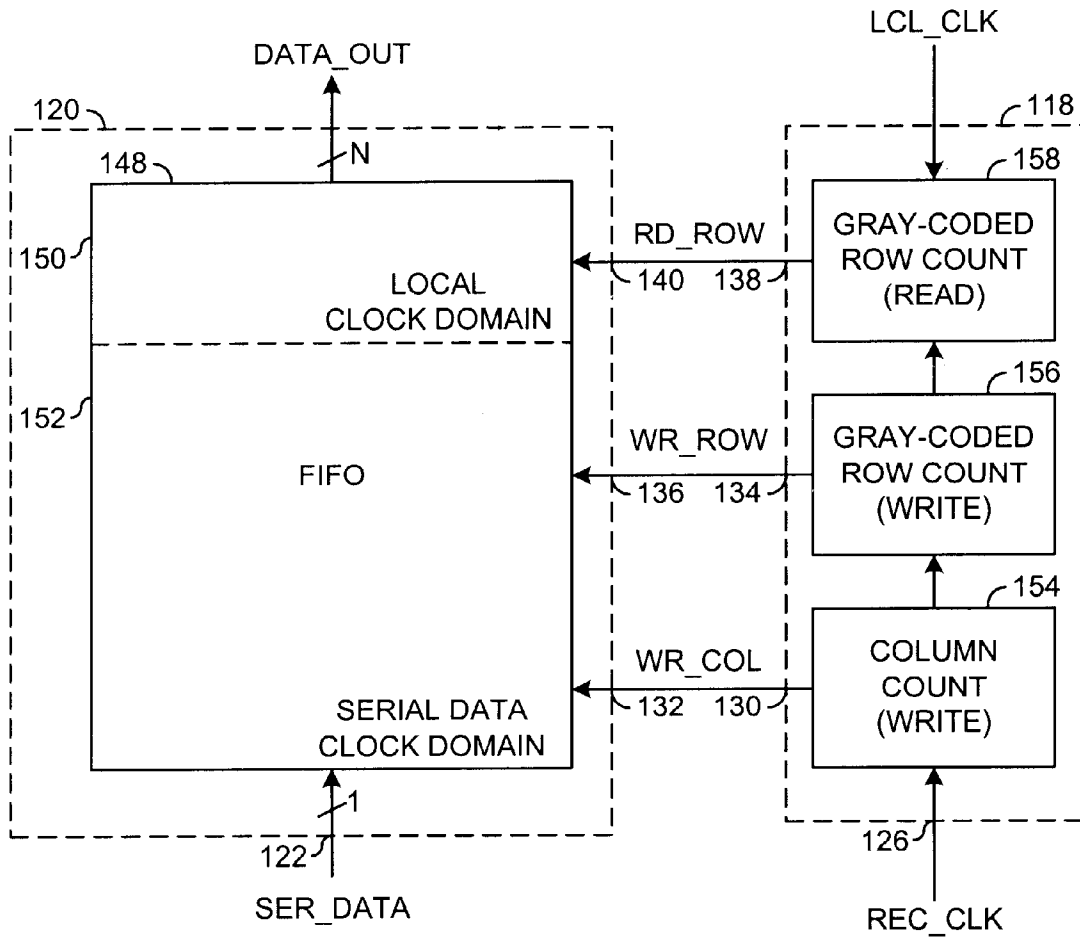 LCL_CLK
DATA_OUT
120
118
N
148
158
GRAY-CODED
ROW COUNT
(READ)
RD_ROW
150
140
138
LOCAL
CLOCK DOMAIN
156
152
GRAY-CODED
ROW COUNT
(WRITE)
WR_ROW
FIFO
136
134
154
COLUMN
COUNT
(WRITE)
WR_COL
132
130
SERIAL DATA
CLOCK DOMAIN
1
122
126
SER_DATA
REC_CLK